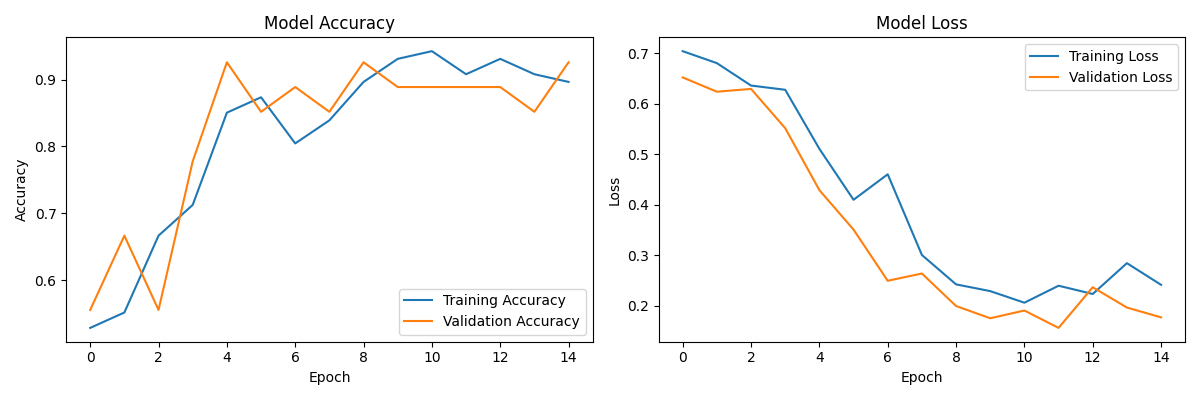 Model Accuracy
Accuracy
0.9
0.8
0.7
0.6
Training Accuracy
Validation Accuracy
0 2 4 6 8 10 12 14
Epoch
Model Loss
Loss
0.7
0.6
0.5
0.4
0.3
0.2
Training Loss
Validation Loss
0 2 4 6 8 10 12 14
Epoch